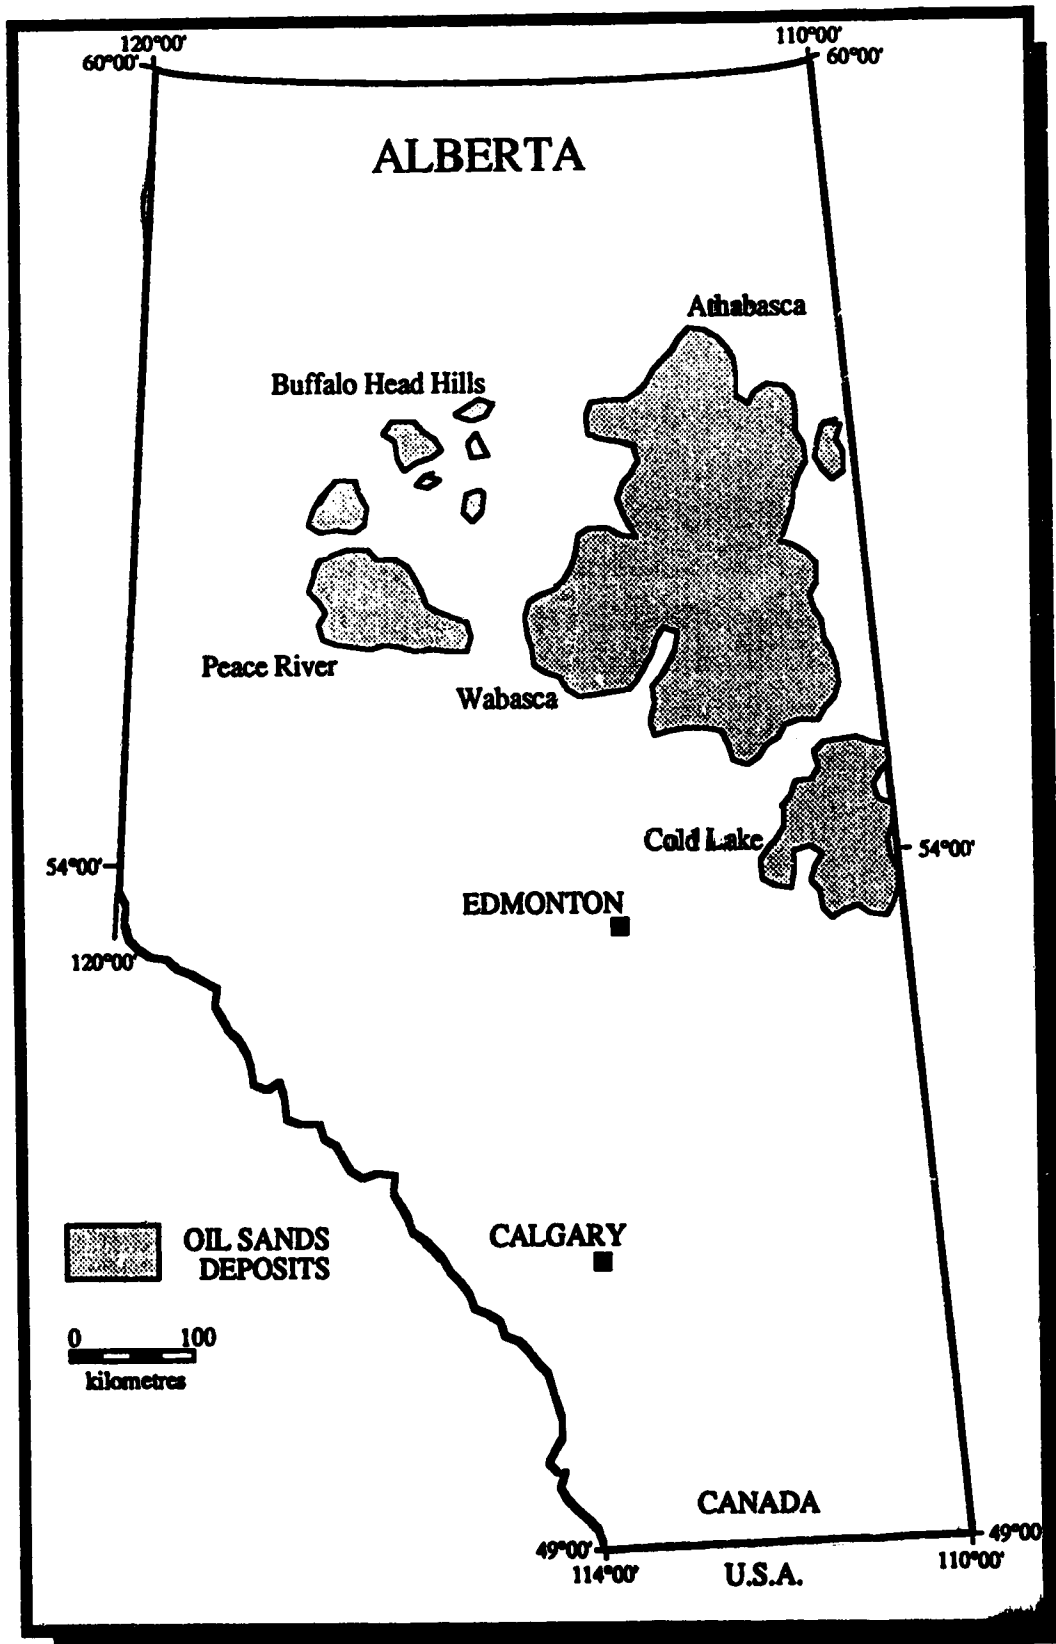 120°00' 110°00'
60°00' 60°00'
ALBERTA
Athabasca
Buffalo Head Hills
Peace River
Wabasca
Cold Lake
54°00' 54°00'
EDMONTON
120°00'
CALGARY
OIL SANDS
DEPOSITS
0 100
kilometres
CANADA
49°00' 49°00'
114°00' 110°00'
U.S.A.